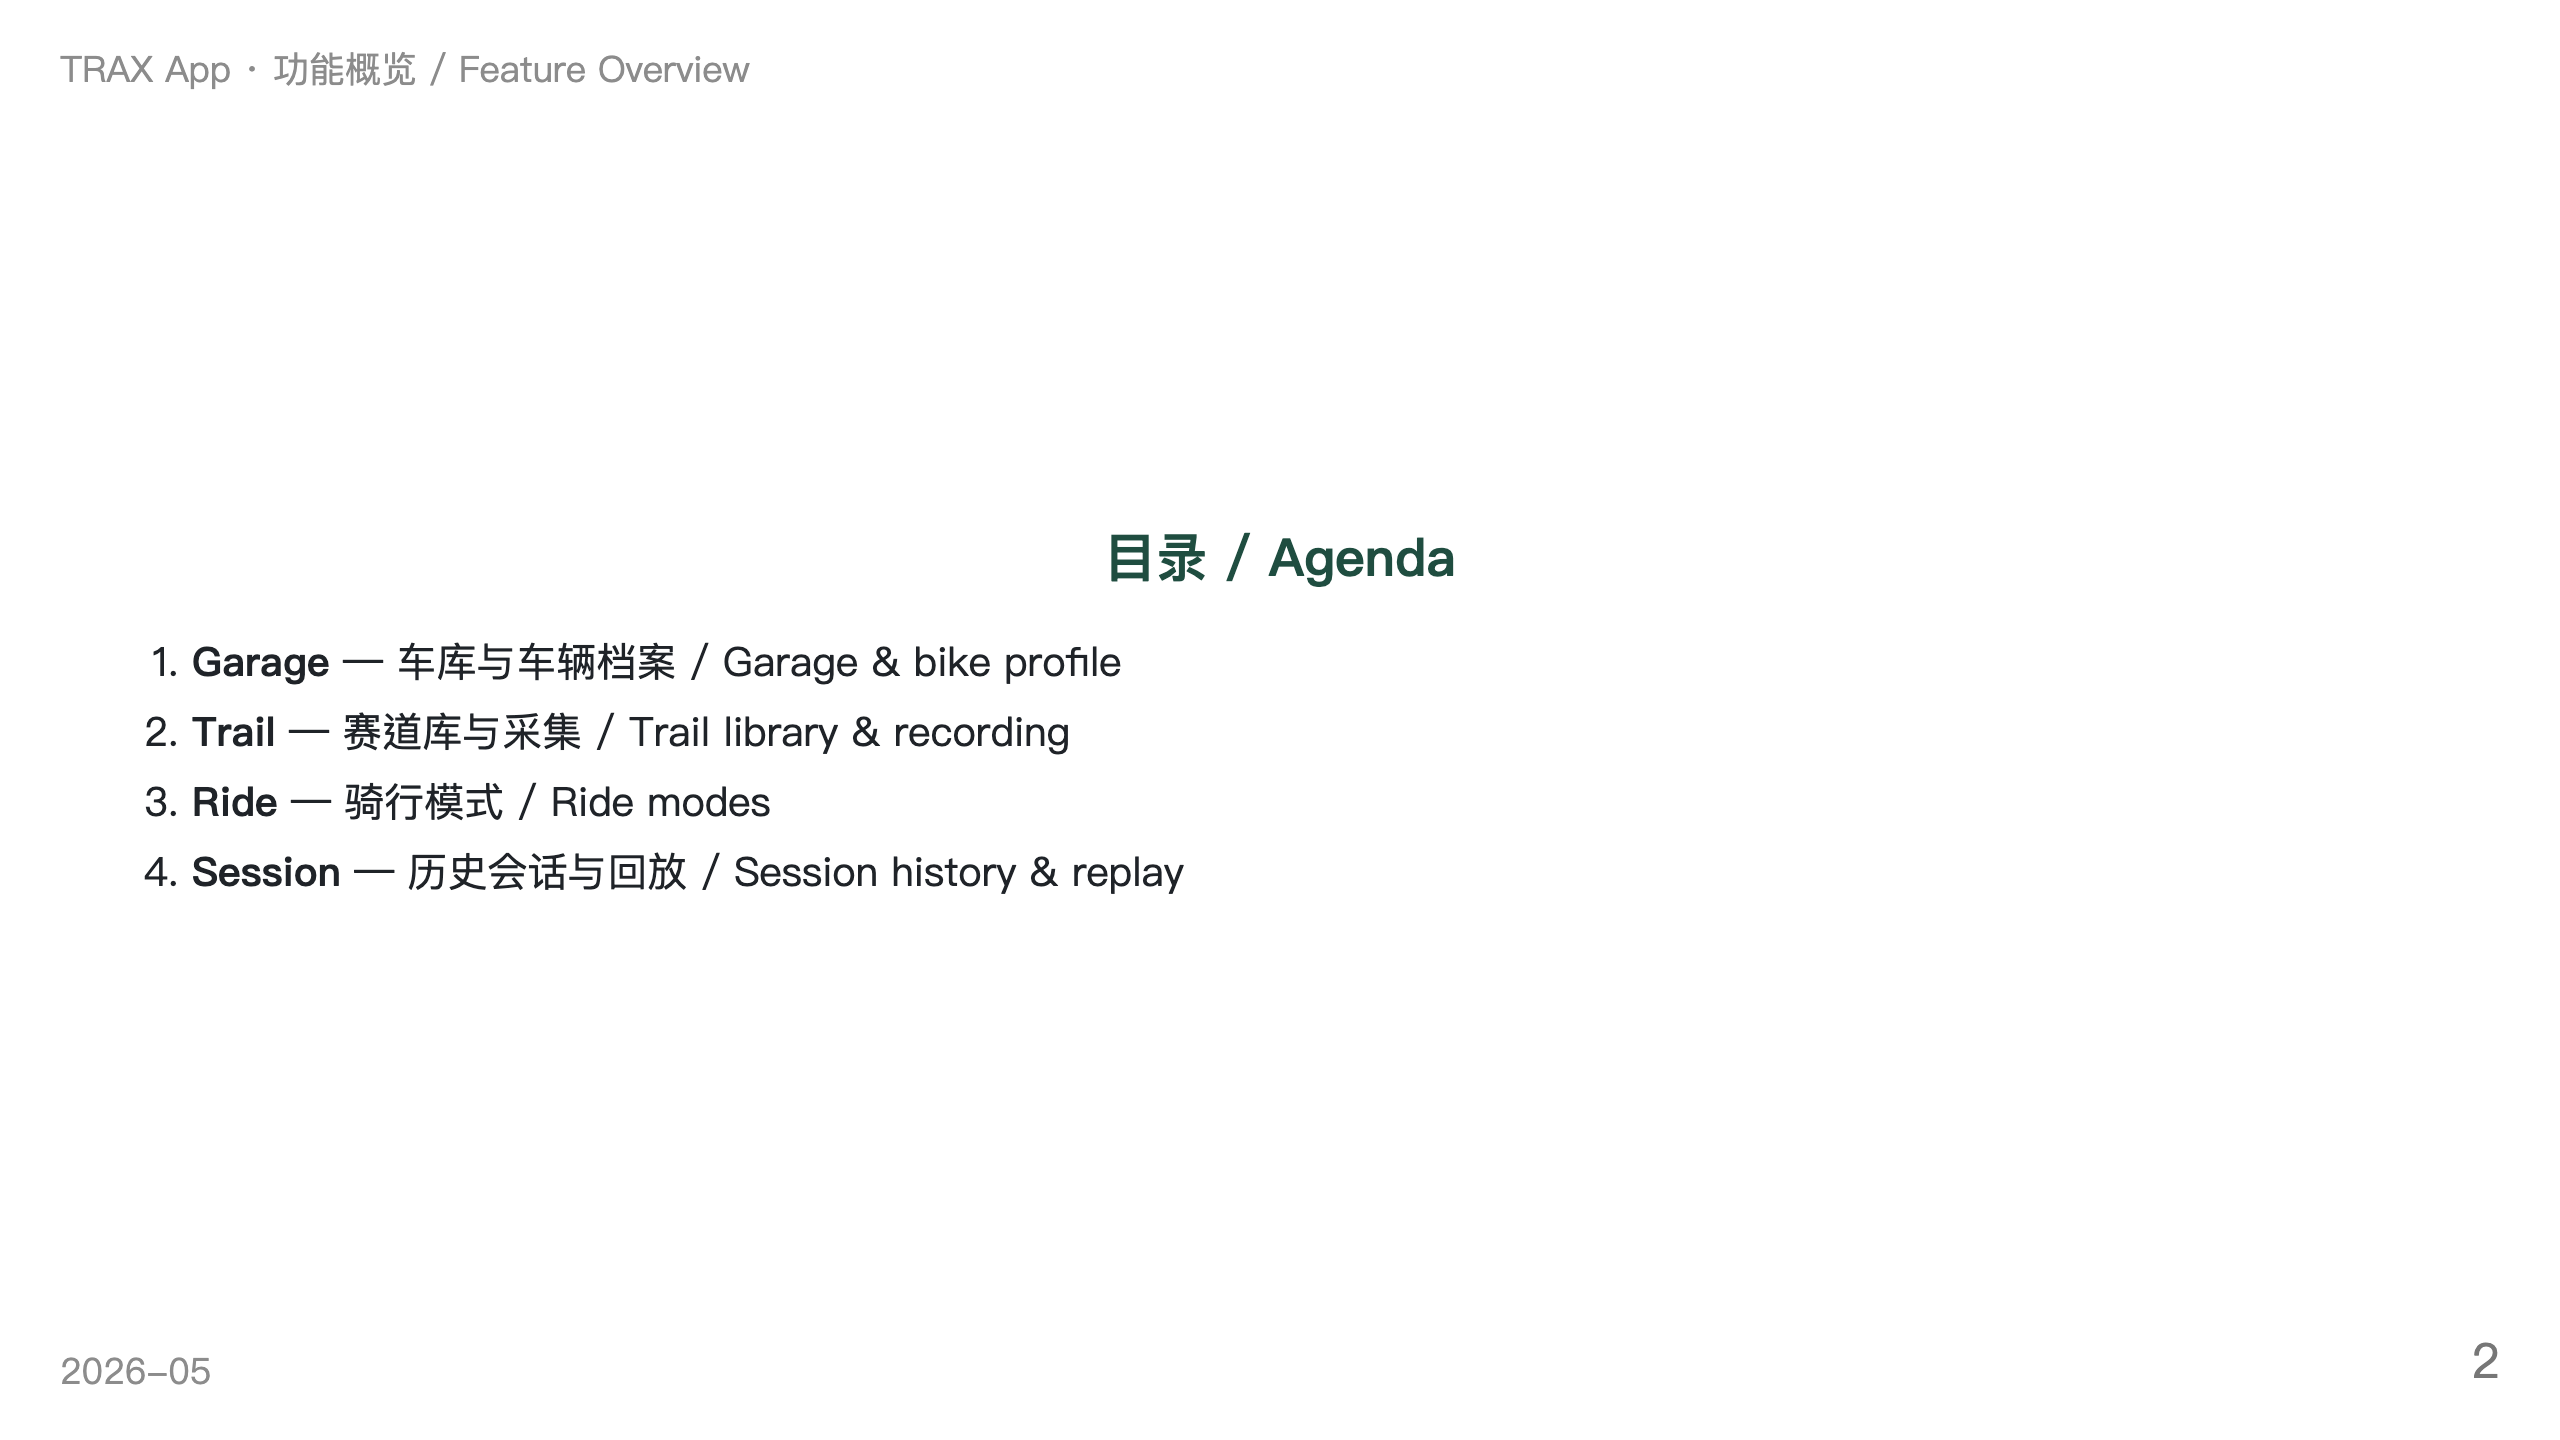 TRAX App · 功能概览 / Feature Overview
目录 / Agenda
1. Garage — 车库与车辆档案 / Garage & bike profile
2. Trail — 赛道库与采集 / Trail library & recording
3. Ride — 骑行模式 / Ride modes
4. Session — 历史会话与回放 / Session history & replay
2026-05
2